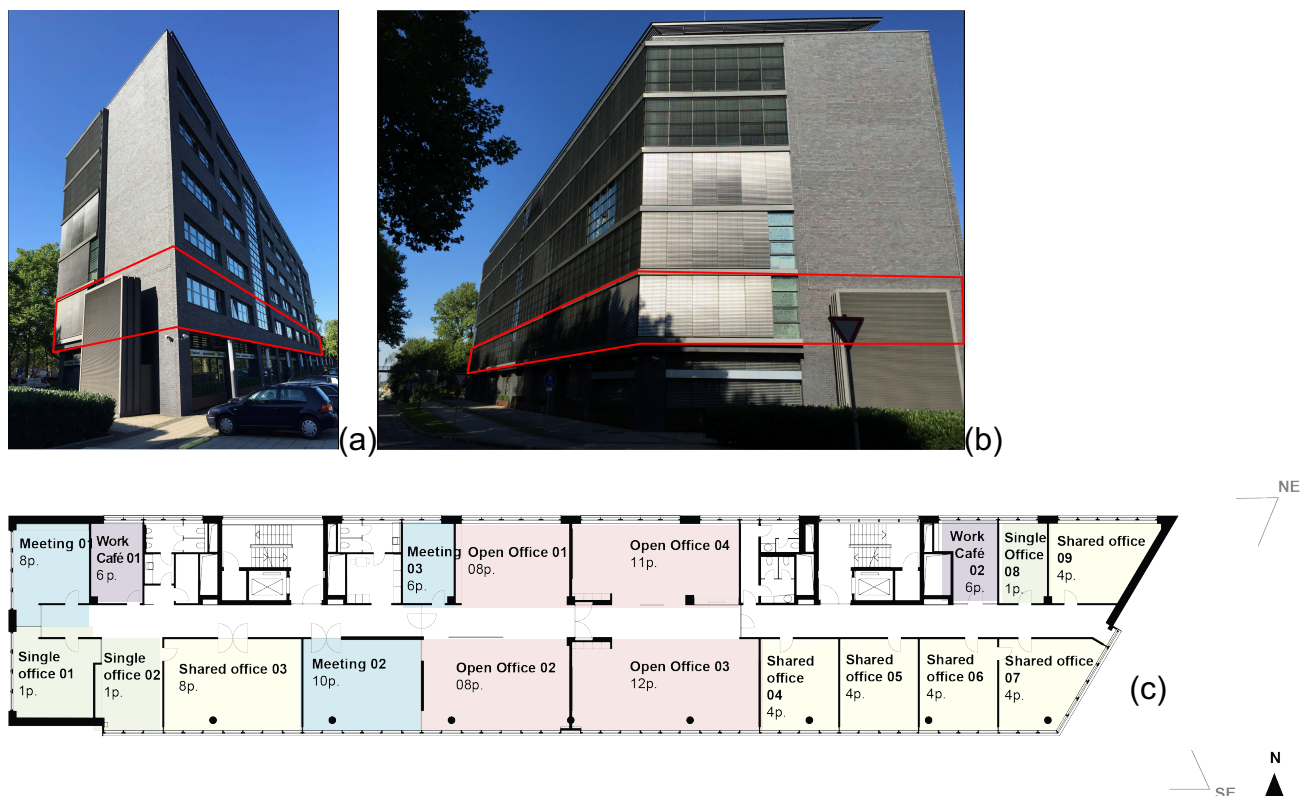 (a)
(b)
NE
Meeting 01
8p.
Work
Café 01
6 p.
Meeting
03
6p.
Open Office 01
08p.
Open Office 04
11p.
Work
Café
02
6p.
Single
Office
08
1p.
Shared office
09
4p.
Single
office 01
1p.
Single
office 02
1p.
Shared office 03
8p.
Meeting 02
10p.
Open Office 02
08p.
Open Office 03
12p.
Shared
office
04
4p.
Shared
office 05
4p.
Shared
office 06
4p.
Shared office
07
4p.
(c)
N
SE